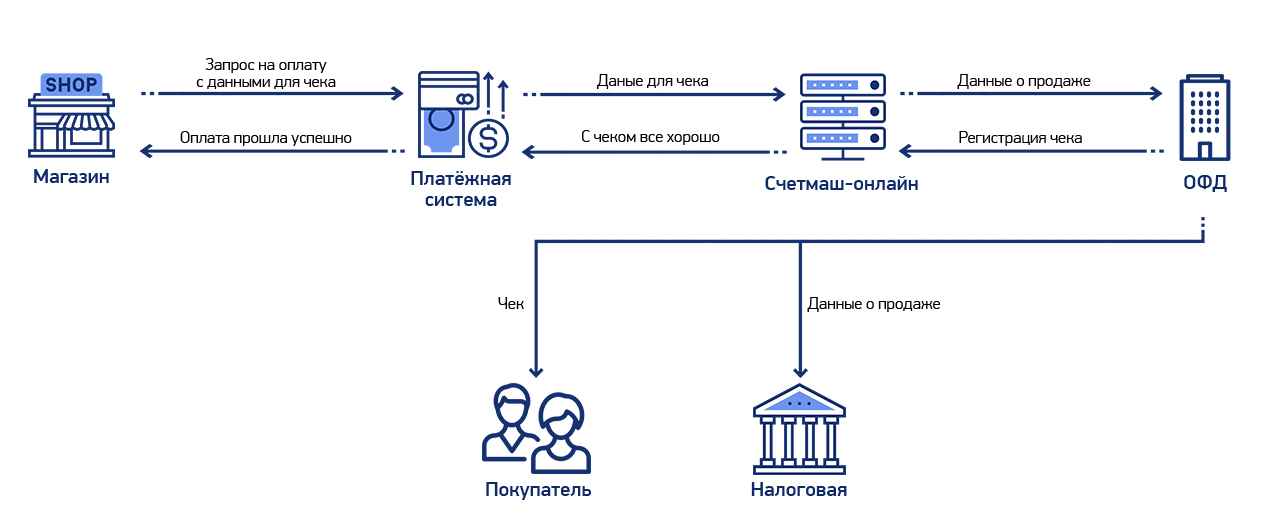 SHOP
Запрос на оплату
с данными для чека
Оплата прошла успешно
Магазин
Платёжная
система
Даные для чека
С чеком все хорошо
Счетмаш-онлайн
Данные о продаже
Регистрация чека
ОФД
Чек
Данные о продаже
Покупатель
Налоговая